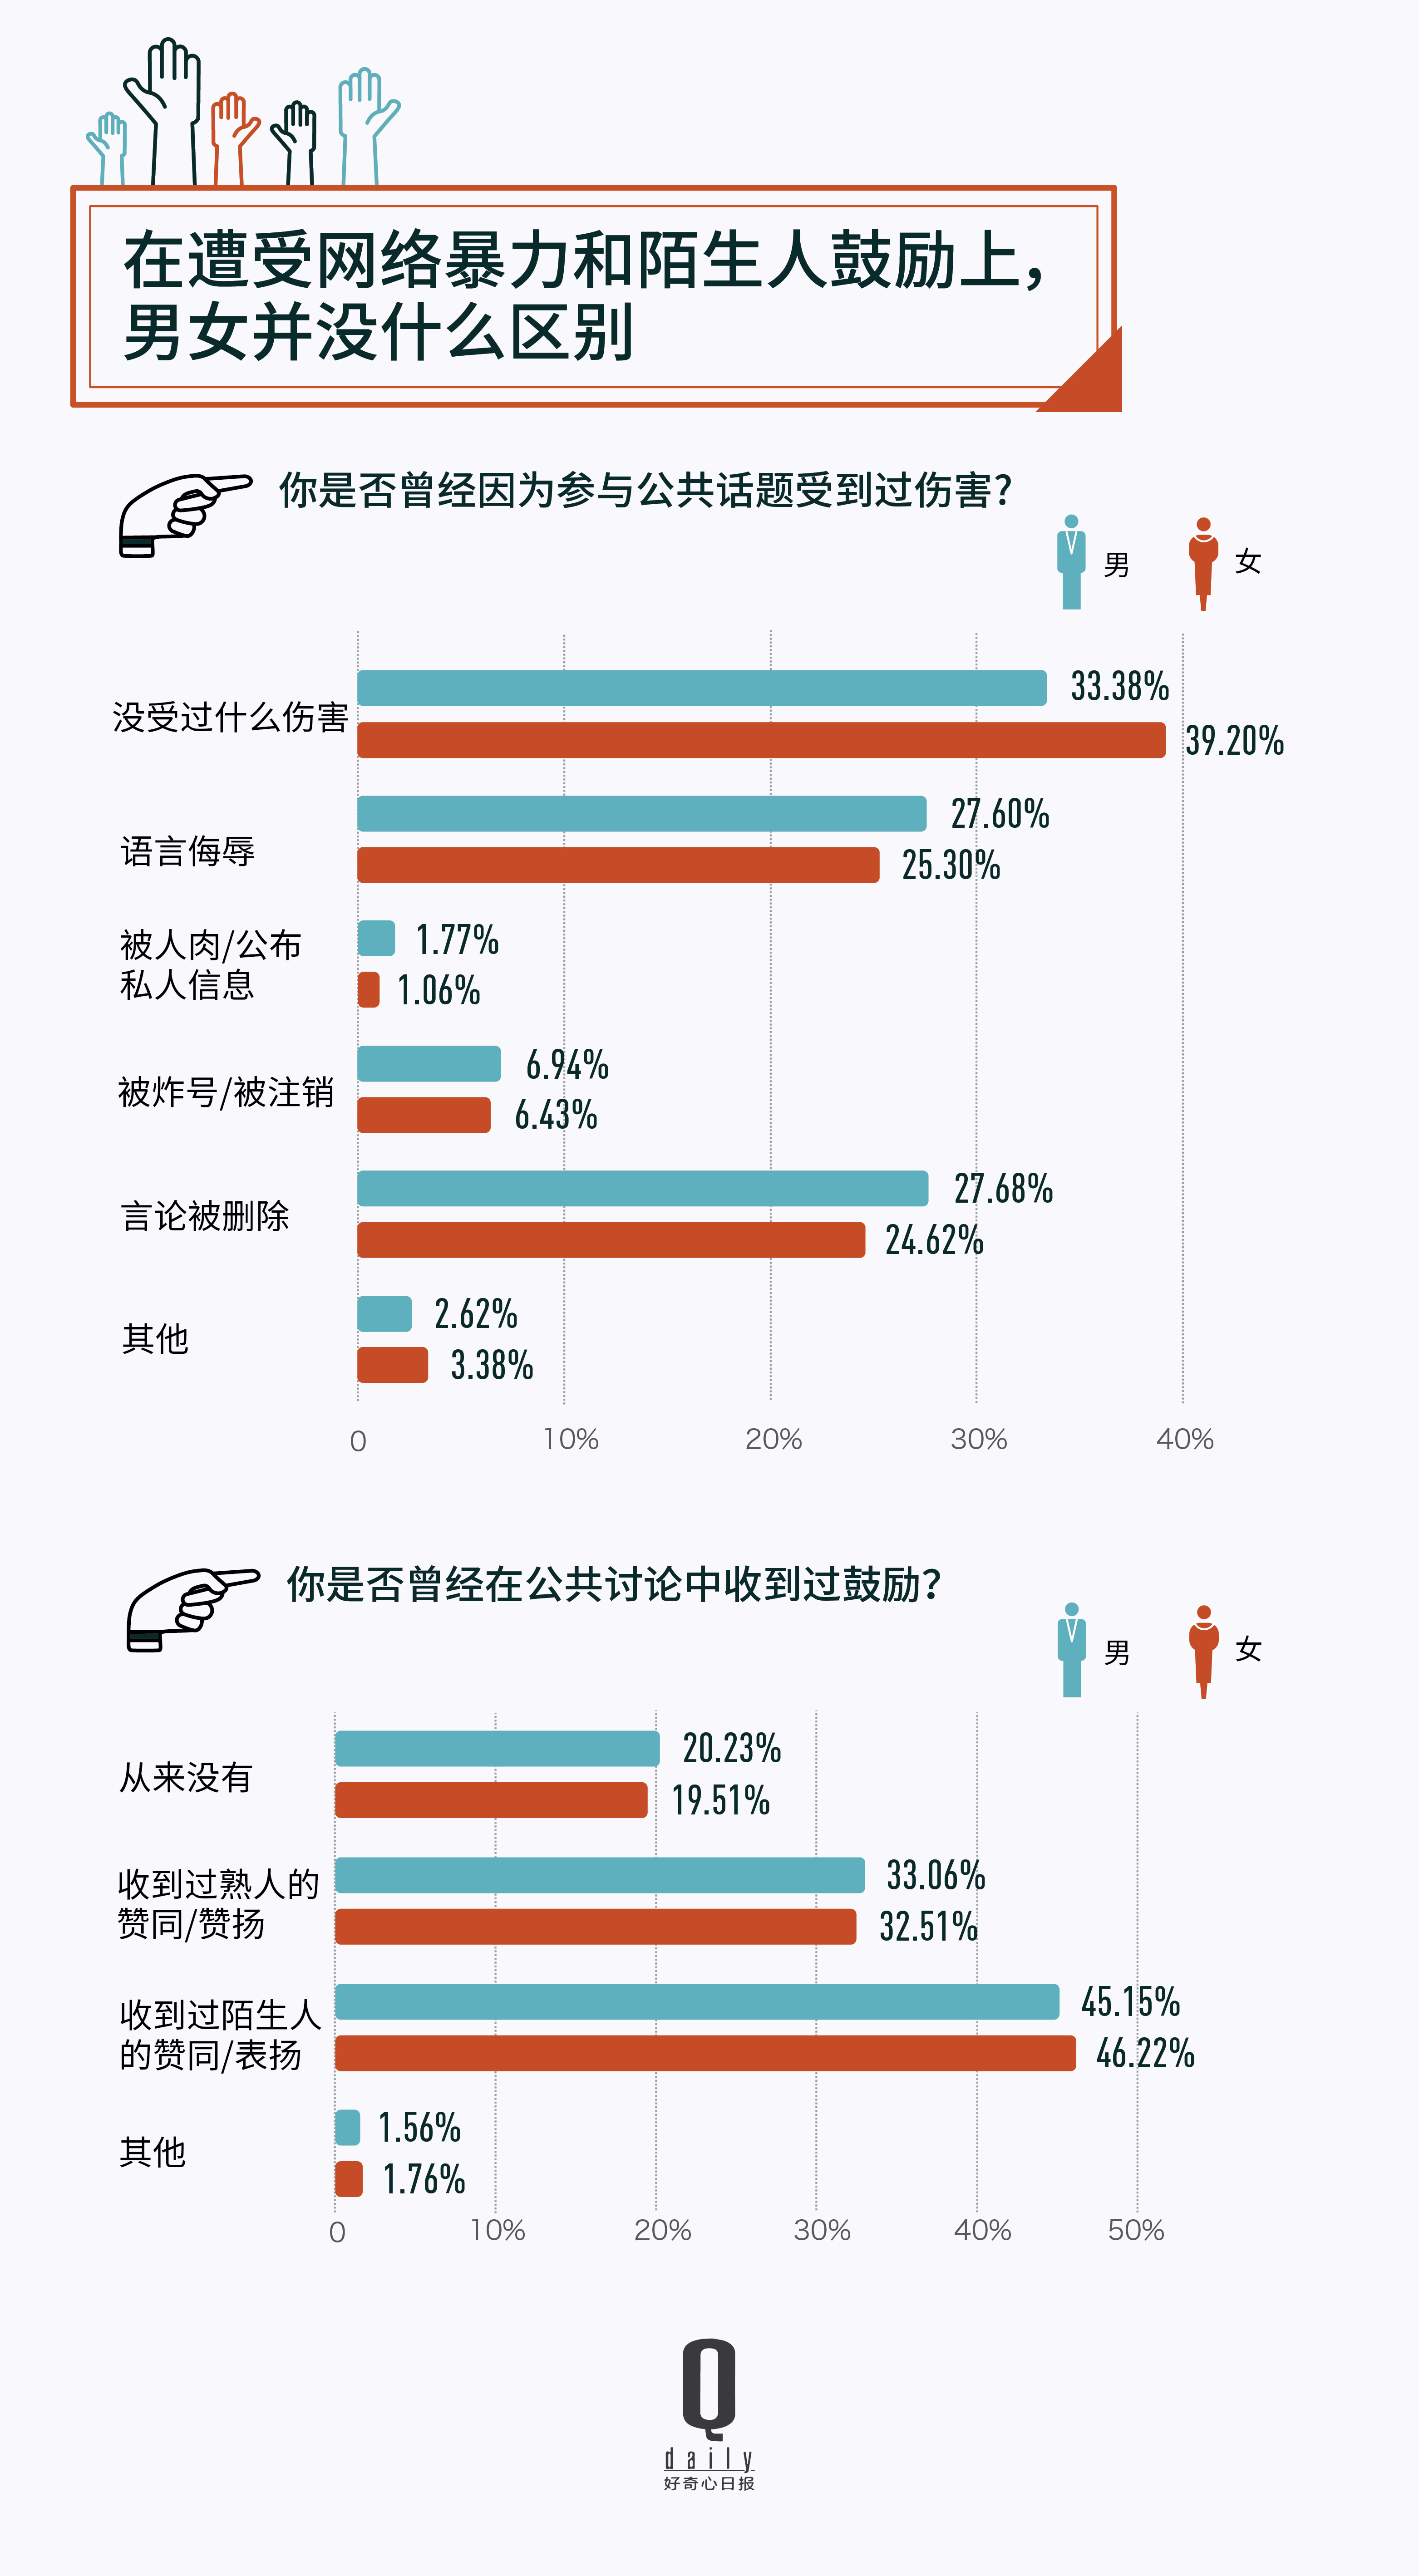 在遭受网络暴力和陌生人鼓励上，
男女并没什么区别
你是否曾经因为参与公共话题受到过伤害？
男
女
没受过什么伤害
33.38%
39.20%
语言侮辱
27.60%
25.30%
被人肉/公布
私人信息
1.77%
1.06%
被炸号/被注销
6.94%
6.43%
言论被删除
27.68%
24.62%
其他
2.62%
3.38%
0 10% 20% 30% 40%
你是否曾经在公共讨论中收到过鼓励？
男
女
从来没有
20.23%
19.51%
收到过熟人的
赞同/赞扬
33.06%
32.51%
收到过陌生人
的赞同/表扬
45.15%
46.22%
其他
1.56%
1.76%
0 10% 20% 30% 40% 50%
Q
daily
好奇心日报